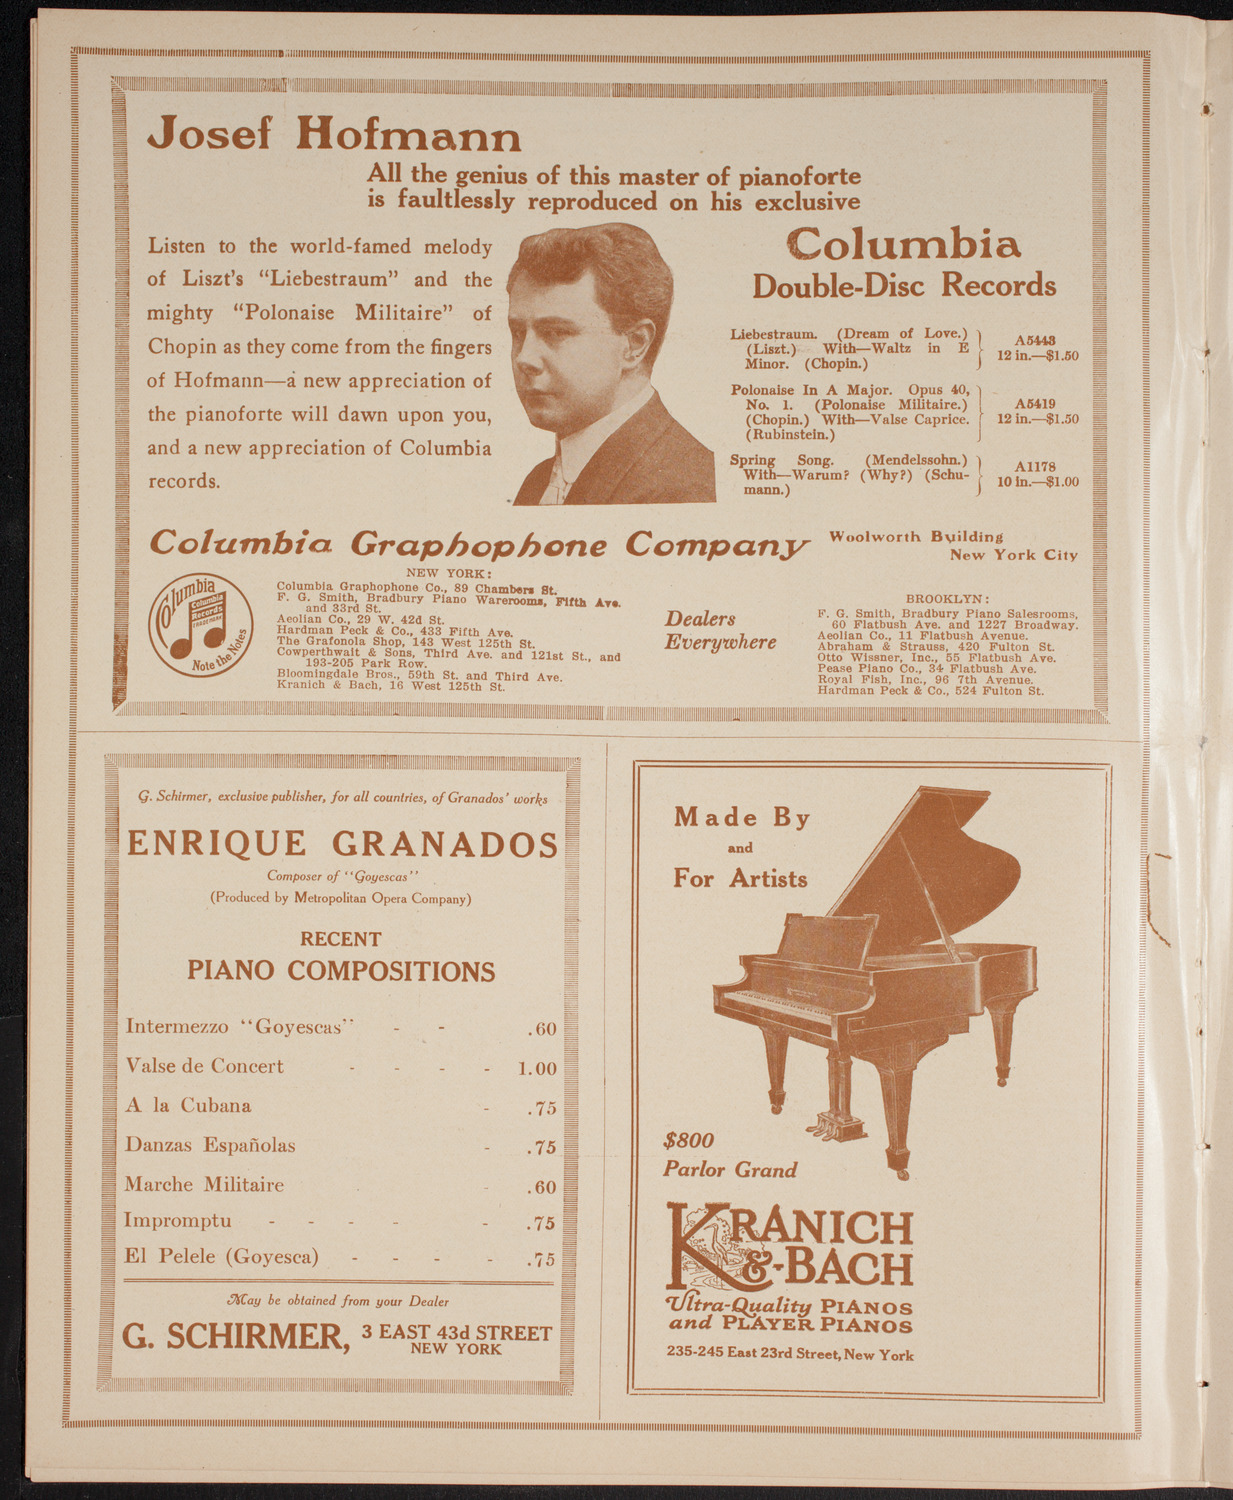 Josef Hofmann
All the genius of this master of pianoforte
is faultlessly reproduced on his exclusive
Listen to the world-famed melody
of Liszt's "Liebestraum" and the
mighty "Polonaise Militaire" of
Chopin as they come from the fingers
of Hofmann—a new appreciation of
the pianoforte will dawn upon you,
and a new appreciation of Columbia
records.
Columbia
Double-Disc Records
Liebestraum. (Dream of Love.)
(Liszt.) With—Waltz in E
Minor. (Chopin.)
A5443
12 in.—$1.50
Polonaise In A Major. Opus 40,
No. 1. (Polonaise Militaire.)
(Chopin.) With—Valse Caprice.
(Rubinstein.)
A5419
12 in.—$1.50
Spring Song. (Mendelssohn.)
With—Warum? (Why?) (Schu-
mann.)
A1178
10 in.—$1.00
Columbia Graphophone Company
Woolworth Building
New York City
Columbia
Columbia
Records
TRADE MARK
Note the Notes
NEW YORK:
Columbia Graphophone Co., 89 Chambers St.
F. G. Smith, Bradbury Piano Warerooms, Fifth Ave.
and 33rd St.
Aeolian Co., 29 W. 42d St.
Hardman Peck & Co., 433 Fifth Ave.
The Grafonola Shop, 143 West 125th St.
Cowperthwait & Sons, Third Ave. and 121st St., and
193-205 Park Row.
Bloomingdale Bros., 59th St. and Third Ave.
Kranich & Bach, 16 West 125th St.
Dealers
Everywhere
BROOKLYN:
F. G. Smith, Bradbury Piano Salesrooms,
60 Flatbush Ave. and 1227 Broadway.
Aeolian Co., 11 Flatbush Avenue.
Abraham & Strauss, 420 Fulton St.
Otto Wissner, Inc., 55 Flatbush Ave.
Pease Piano Co., 34 Flatbush Ave.
Royal Fish, Inc., 96 7th Avenue.
Hardman Peck & Co., 524 Fulton St.
G. Schirmer, exclusive publisher, for all countries, of Granados' works
ENRIQUE GRANADOS
Composer of "Goyescas"
(Produced by Metropolitan Opera Company)
RECENT
PIANO COMPOSITIONS
Intermezzo "Goyescas" - - .60
Valse de Concert - - - - 1.00
A la Cubana - .75
Danzas Españolas - .75
Marche Militaire - .60
Impromptu - - - - - .75
El Pelele (Goyesca) - - - - .75
May be obtained from your Dealer
G. SCHIRMER, 3 EAST 43d STREET
NEW YORK
Made By
and
For Artists
$800
Parlor Grand
KRANICH
&-BACH
Ultra-Quality PIANOS
and PLAYER PIANOS
235-245 East 23rd Street, New York